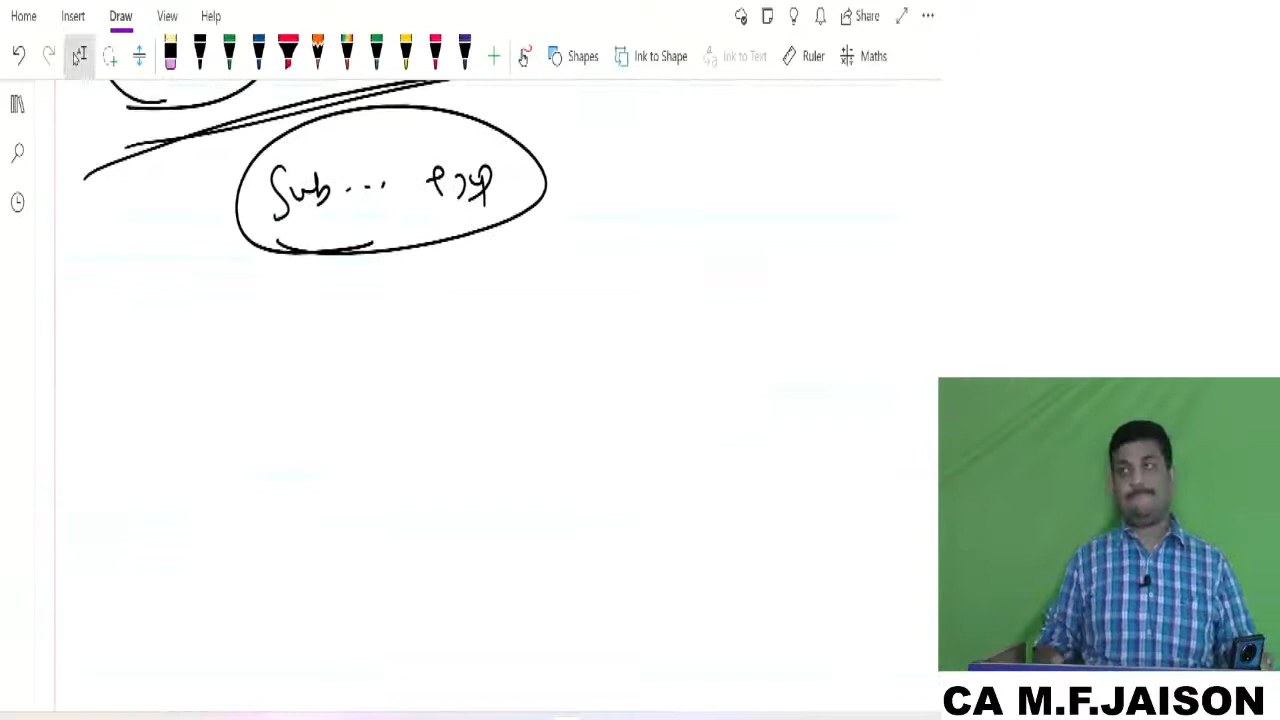 Home Insert Draw View Help Share
Shapes Ink to Shape Ink to Text Ruler Maths
Sub...
CA M.F.JAISON